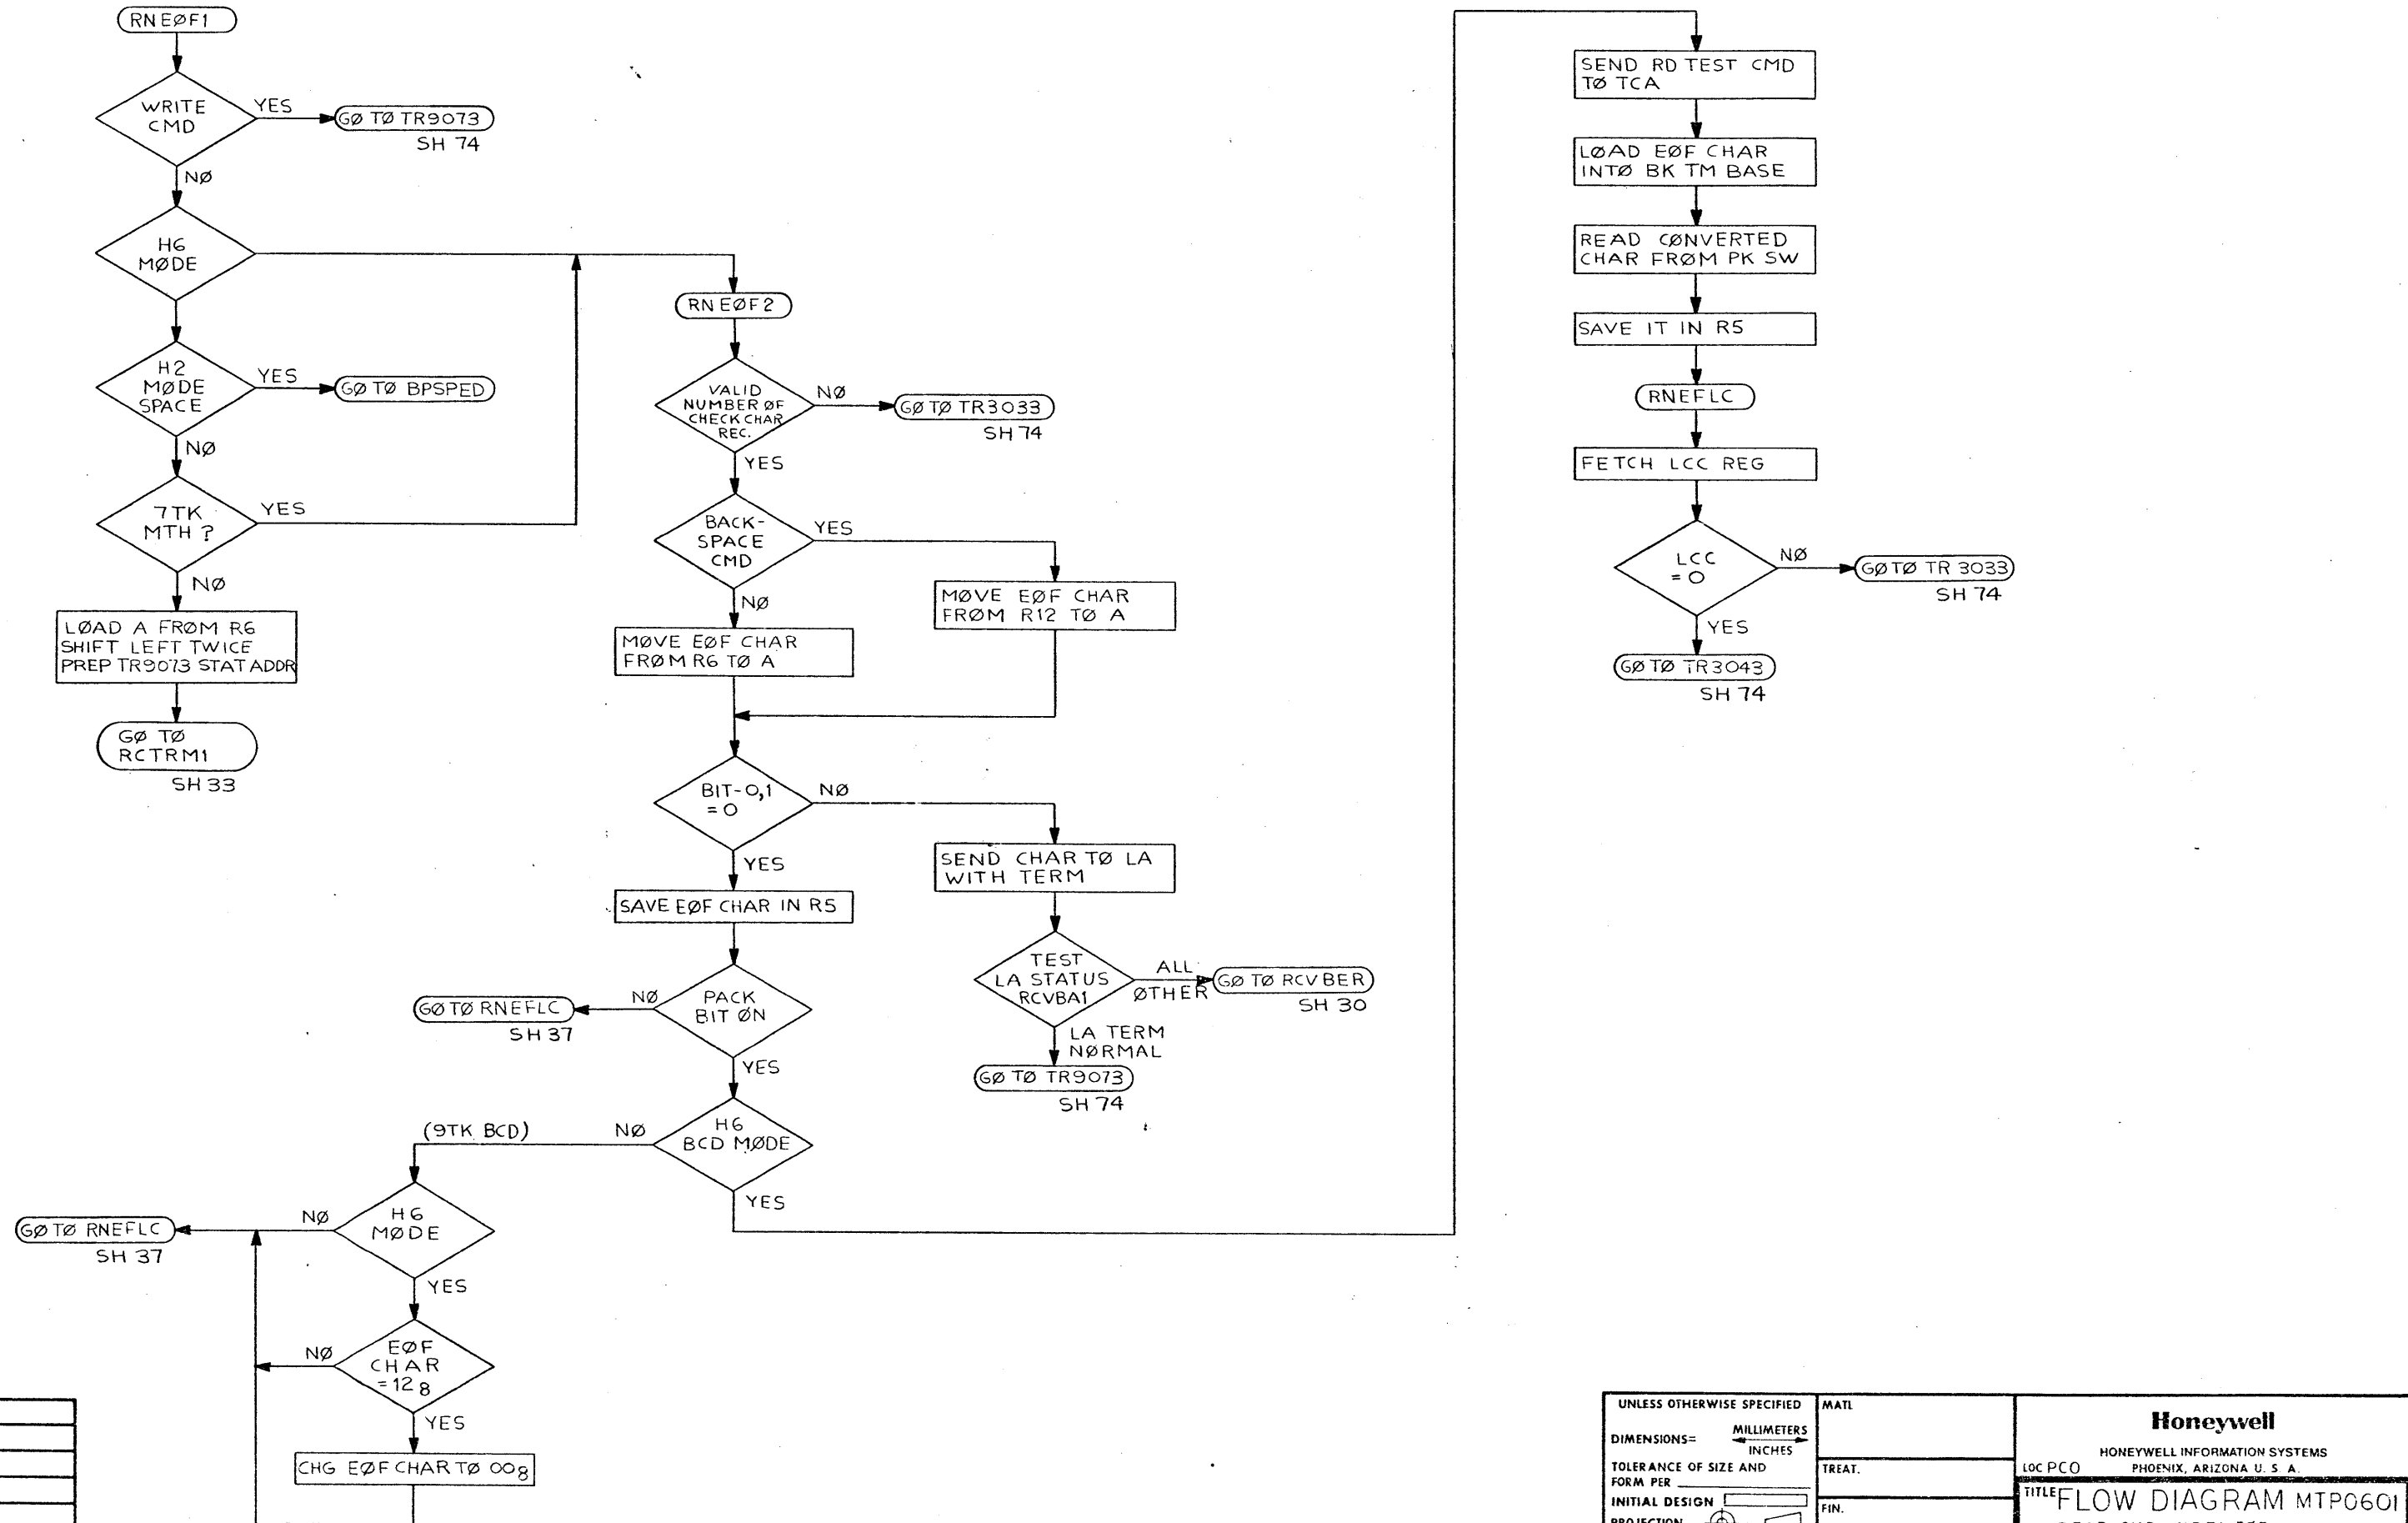 RNEØF1
WRITE
CMD
YES
GØ TØ TR9073
SH 74
NØ
H6
MØDE
H2
MØDE
SPACE
YES
GØ TØ BPSPED
NØ
7TK
MTH ?
YES
NØ
LØAD A FRØM R6
SHIFT LEFT TWICE
PREP TR9073 STAT ADDR
GØ TØ
RCTRM1
SH 33
RNEØF2
VALID
NUMBER ØF
CHECK CHAR
REC.
NØ
GØ TØ TR3033
SH 74
YES
BACK-
SPACE
CMD
YES
NØ
MØVE EØF CHAR
FRØM R12 TØ A
MØVE EØF CHAR
FRØM R6 TØ A
BIT-0,1
= 0
NØ
YES
SEND CHAR TØ LA
WITH TERM
SAVE EØF CHAR IN R5
TEST
LA STATUS
RCVBA1
ALL
ØTHER
GØ TØ RCVBER
SH 30
LA TERM
NØRMAL
GØ TØ TR9073
SH 74
PACK
BIT ØN
NØ
GØ TØ RNEFLC
SH 37
YES
H6
BCD MØDE
NØ
(9TK BCD)
YES
H6
MØDE
NØ
GØ TØ RNEFLC
SH 37
YES
EØF
CHAR
=12 8
NØ
YES
CHG EØF CHAR TØ 00 8
SEND RD TEST CMD
TØ TCA
LØAD EØF CHAR
INTØ BK TM BASE
READ CØNVERTED
CHAR FRØM PK SW
SAVE IT IN R5
RNEFLC
FETCH LCC REG
LCC
= 0
NØ
GØ TØ TR 3033
SH 74
YES
GØ TØ TR3043
SH 74
UNLESS OTHERWISE SPECIFIED
DIMENSIONS= MILLIMETERS
INCHES
TOLERANCE OF SIZE AND
FORM PER
INITIAL DESIGN
PROJECTION
MATL
TREAT.
FIN.
Honeywell
HONEYWELL INFORMATION SYSTEMS
LOC PCO PHOENIX, ARIZONA U. S. A.
TITLE FLOW DIAGRAM MTP0601